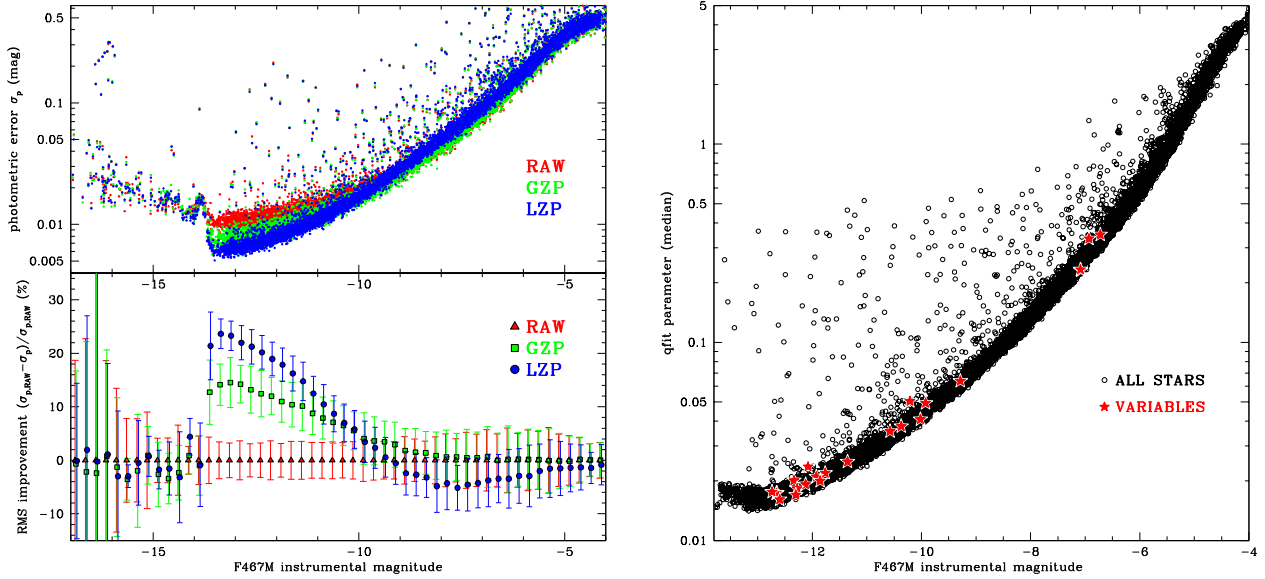 0.5
0.1
0.05
0.01
0.005
photometric error σp (mag)
RAW
GZP
LZP
−15
−10
−5
30
20
10
0
−10
RMS improvement (σp,RAW−σp)/σp,RAW (%)
RAW
GZP
LZP
−15
−10
−5
F467M instrumental magnitude
5
1
0.5
0.1
0.05
0.01
qfit parameter (median)
ALL STARS
VARIABLES
−12
−10
−8
−6
−4
F467M instrumental magnitude